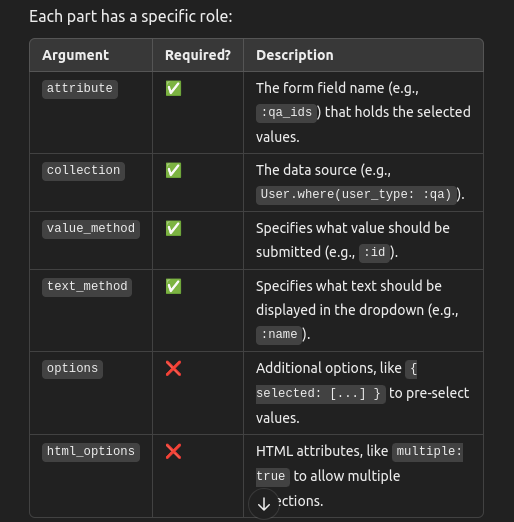 Each part has a specific role:
Argument Required? Description
attribute ✅ The form field name (e.g.,
:qa_ids ) that holds the selected
values.
collection ✅ The data source (e.g.,
User.where(user_type: :qa) ).
value_method ✅ Specifies what value should be
submitted (e.g., :id ).
text_method ✅ Specifies what text should be
displayed in the dropdown (e.g.,
:name ).
options ❌ Additional options, like {
selected: [...] } to pre-select
values.
html_options ❌ HTML attributes, like multiple:
true to allow multiple
ections.